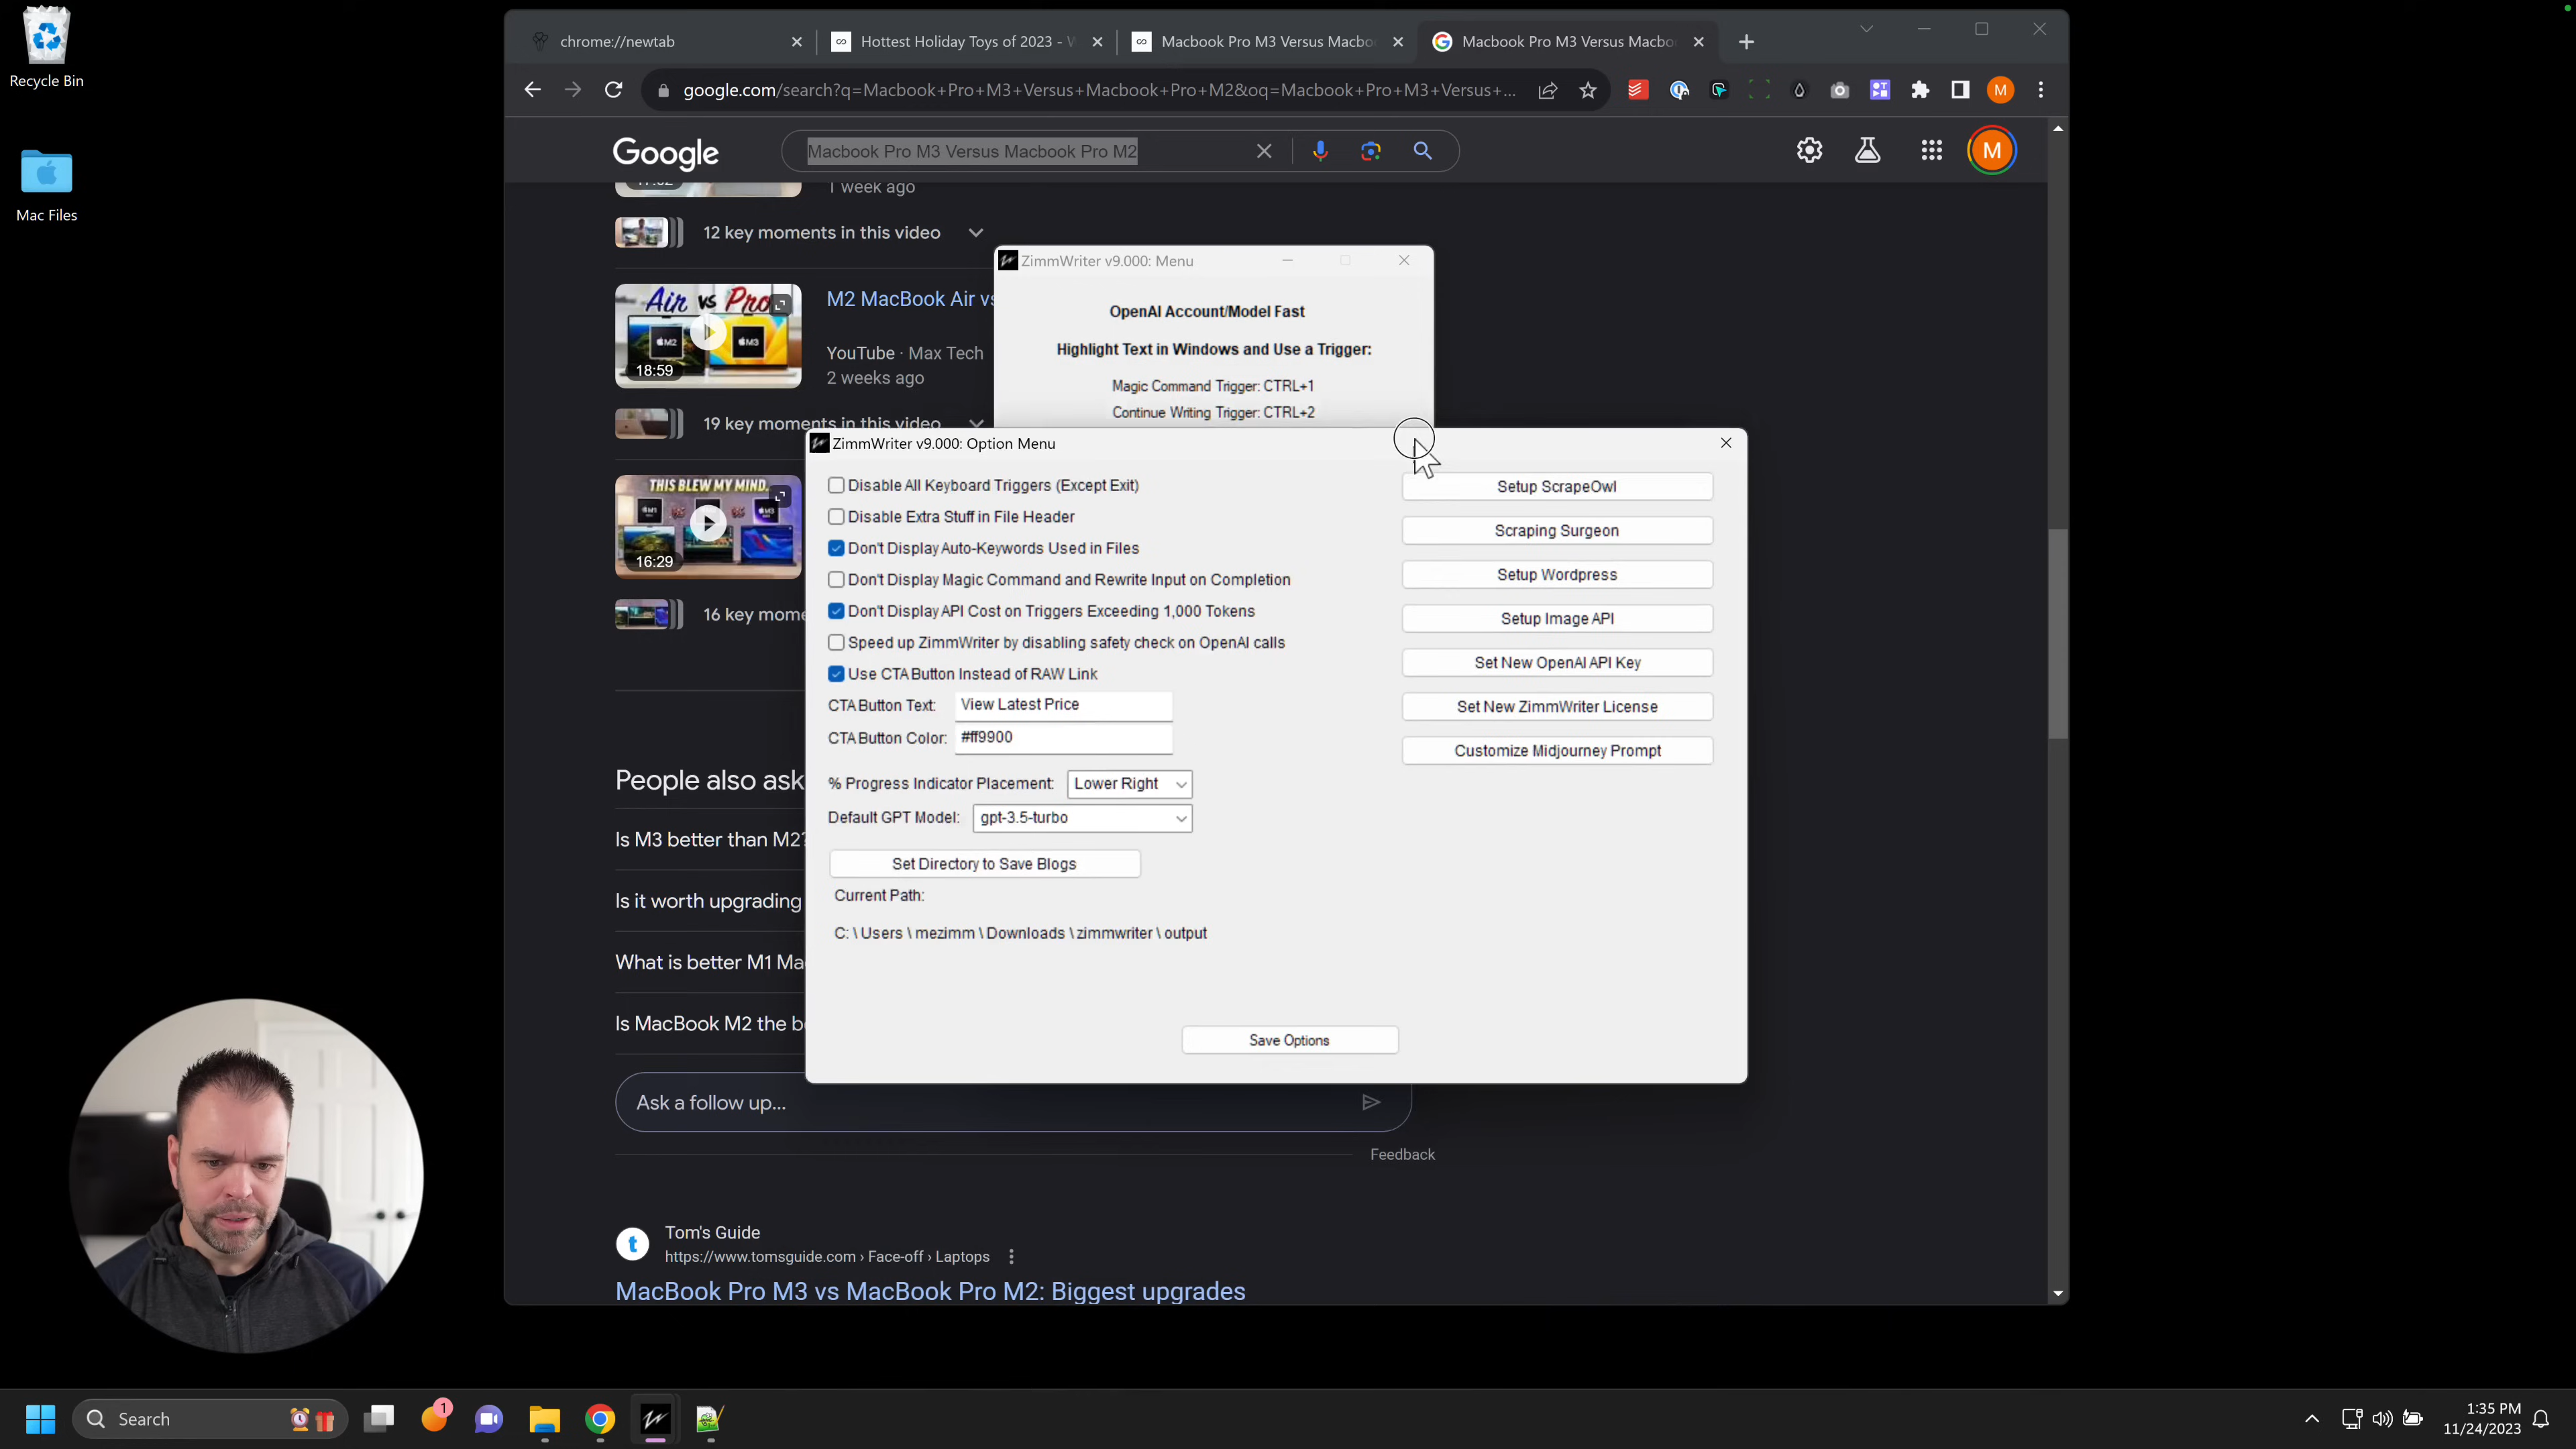 Recycle Bin
Mac Files
chrome://newtab
Hottest Holiday Toys of 2023 - W
Macbook Pro M3 Versus Macbo
Macbook Pro M3 Versus Macbo
google.com/search?q=Macbook+Pro+M3+Versus+Macbook+Pro+M2&oq=Macbook+Pro+M3+Versus+...
M
Google
Macbook Pro M3 Versus Macbook Pro M2
M
17:02
1 week ago
12 key moments in this video
Air vs Pro
M2
M3
18:59
M2 MacBook Air vs
YouTube · Max Tech
2 weeks ago
19 key moments in this video
THIS BLEW MY MIND.
16:29
16 key mome
ZimmWriter v9.000: Menu
OpenAI Account/Model Fast
Highlight Text in Windows and Use a Trigger:
Magic Command Trigger: CTRL+1
Continue Writing Trigger: CTRL+2
ZimmWriter v9.000: Option Menu
Disable All Keyboard Triggers (Except Exit)
Disable Extra Stuff in File Header
Don't Display Auto-Keywords Used in Files
Don't Display Magic Command and Rewrite Input on Completion
Don't Display API Cost on Triggers Exceeding 1,000 Tokens
Speed up ZimmWriter by disabling safety check on OpenAI calls
Use CTA Button Instead of RAW Link
CTA Button Text: View Latest Price
CTA Button Color: #ff9900
% Progress Indicator Placement: Lower Right
Default GPT Model: gpt-3.5-turbo
Set Directory to Save Blogs
Current Path:
C: \ Users \ mezimm \ Downloads \ zimmwriter \ output
Setup ScrapeOwl
Scraping Surgeon
Setup Wordpress
Setup Image API
Set New OpenAI API Key
Set New ZimmWriter License
Customize Midjourney Prompt
Save Options
People also ask
Is M3 better than M2?
Is it worth upgrading
What is better M1 Ma
Is MacBook M2 the b
Ask a follow up...
Feedback
t
Tom's Guide
https://www.tomsguide.com › Face-off › Laptops
MacBook Pro M3 vs MacBook Pro M2: Biggest upgrades
Search
1
1:35 PM
11/24/2023